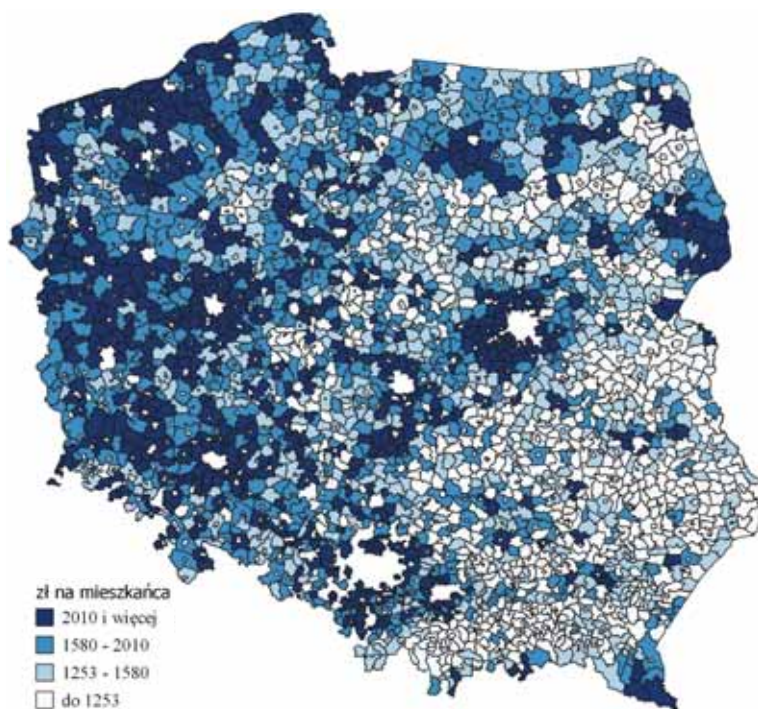 zł na mieszkańca
2010 i więcej
1580 - 2010
1253 - 1580
do 1253